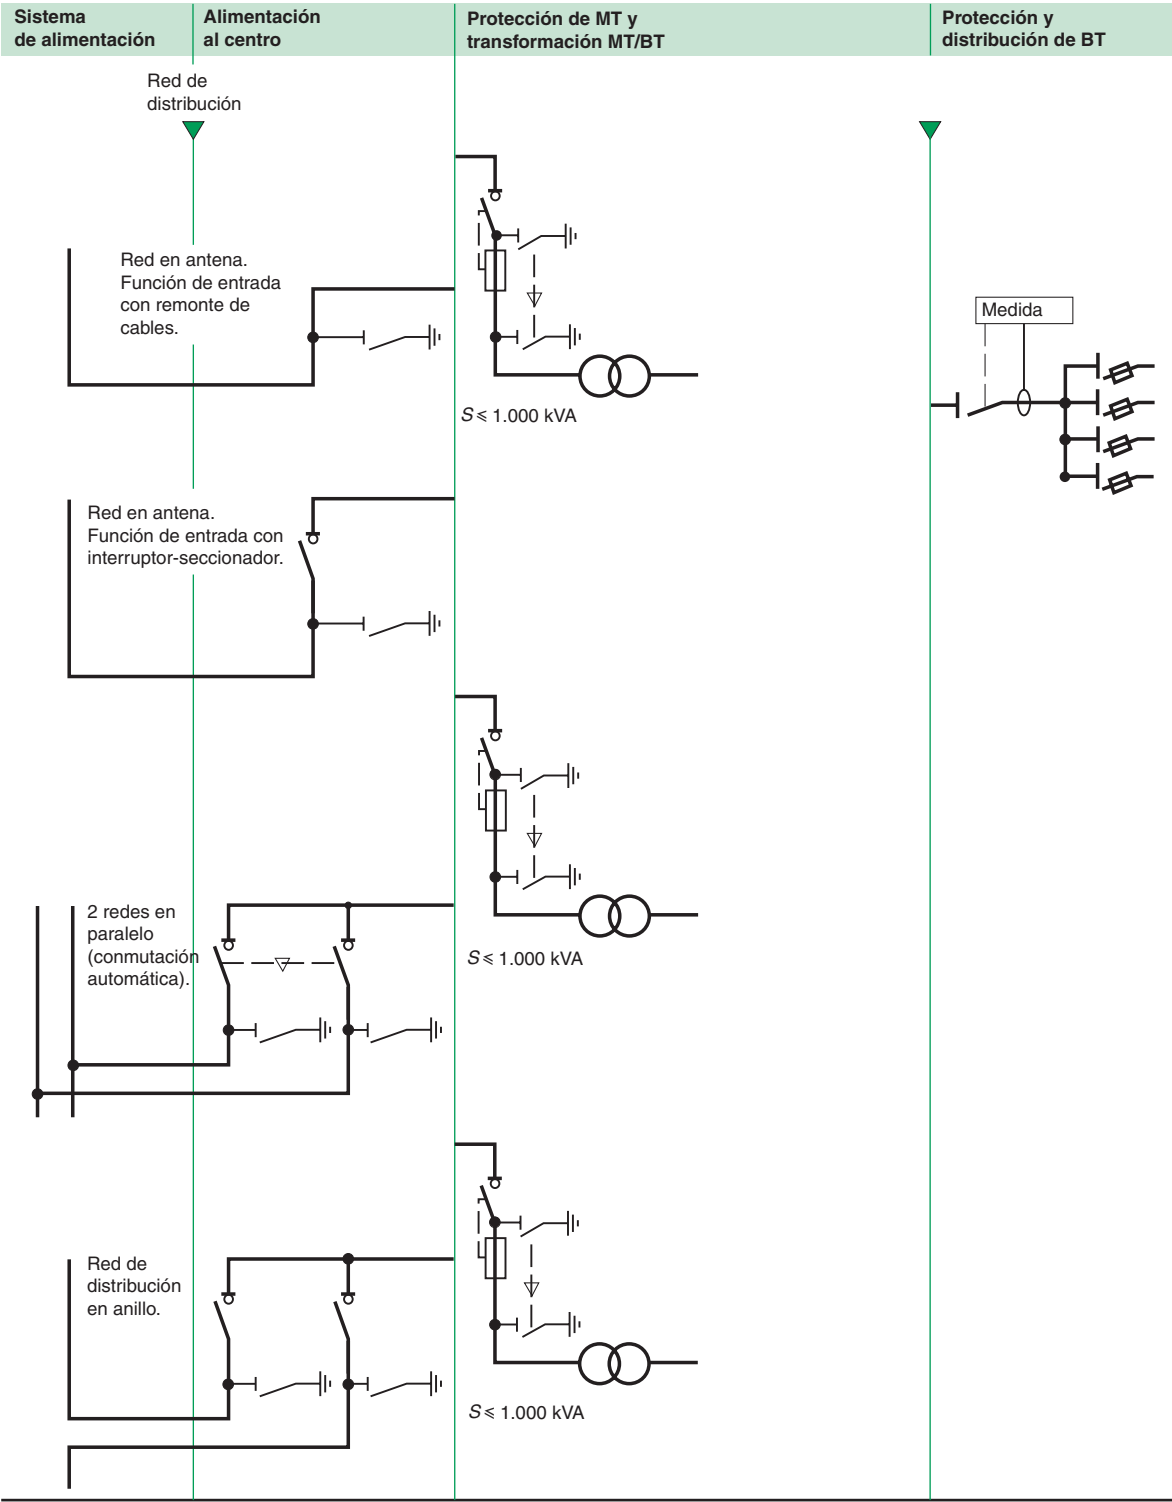 Sistema
de alimentación
Alimentación
al centro
Protección de MT y
transformación MT/BT
Protección y
distribución de BT
Red de
distribución
Red en antena.
Función de entrada
con remonte de
cables.
Medida
S ⩽ 1.000 kVA
Red en antena.
Función de entrada con
interruptor-seccionador.
2 redes en
paralelo
(conmutación
automática).
S ⩽ 1.000 kVA
Red de
distribución
en anillo.
S ⩽ 1.000 kVA